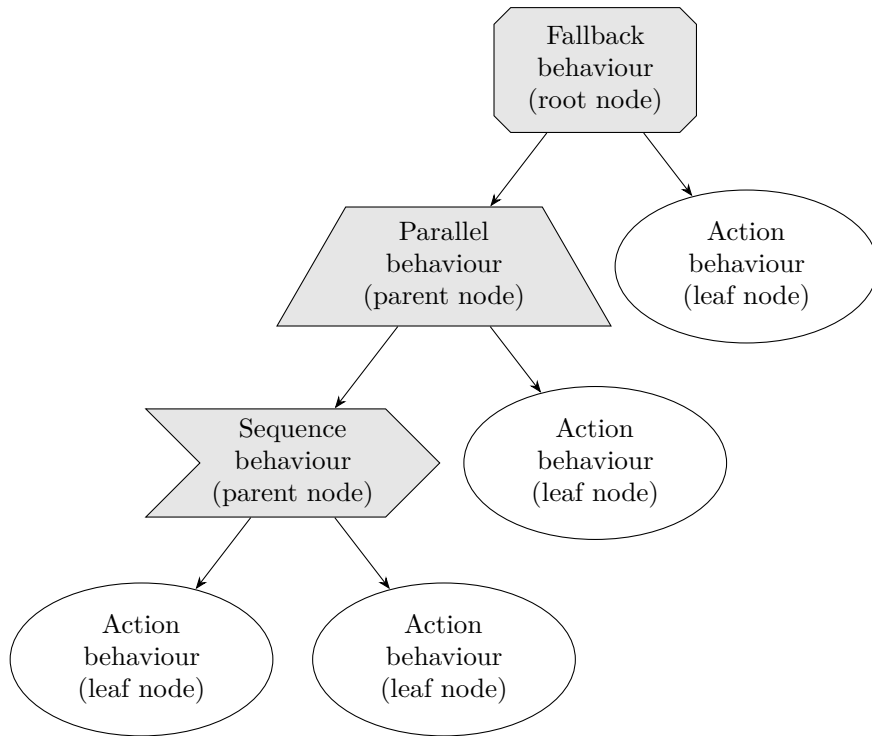 Fallback
behaviour
(root node)
Parallel
behaviour
(parent node)
Action
behaviour
(leaf node)
Sequence
behaviour
(parent node)
Action
behaviour
(leaf node)
Action
behaviour
(leaf node)
Action
behaviour
(leaf node)